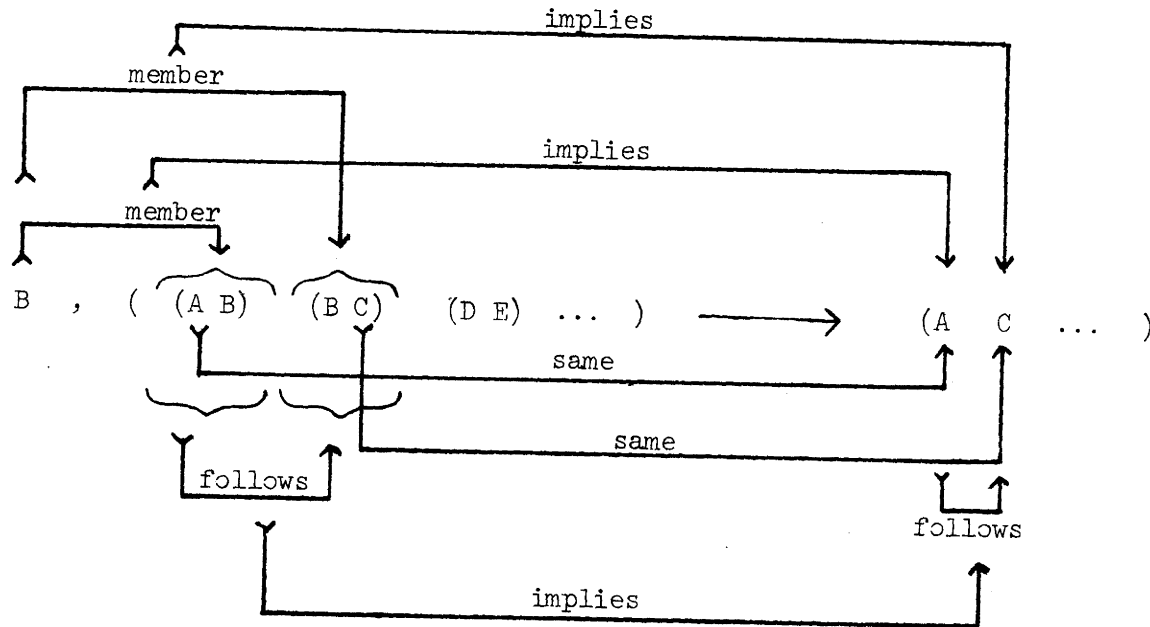 implies
member
implies
member
B , ( (A B) (B C) (D E) ... ) (A C ... )
same
same
follows
follows
implies